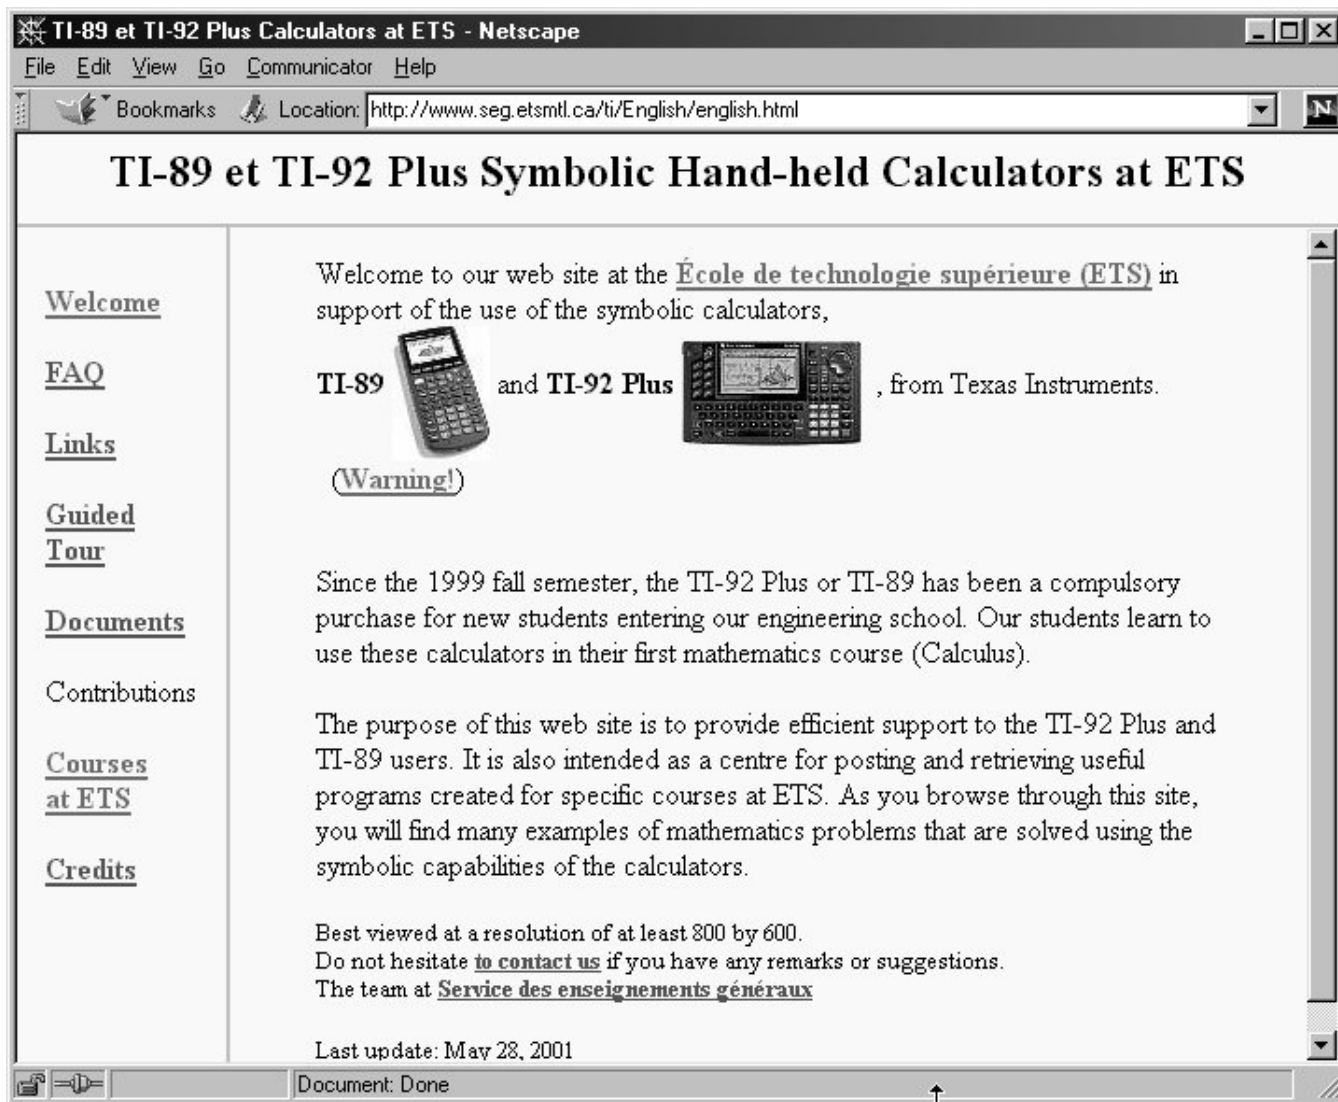 TI-89 et TI-92 Plus Calculators at ETS - Netscape
File Edit View Go Communicator Help
Bookmarks Location: http://www.seg.etsmtl.ca/ti/English/english.html N
TI-89 et TI-92 Plus Symbolic Hand-held Calculators at ETS
Welcome
FAQ
Links
Guided
Tour
Documents
Contributions
Courses
at ETS
Credits
Welcome to our web site at the École de technologie supérieure (ETS) in
support of the use of the symbolic calculators,
TI-89 and TI-92 Plus , from Texas Instruments.
(Warning!)
Since the 1999 fall semester, the TI-92 Plus or TI-89 has been a compulsory
purchase for new students entering our engineering school. Our students learn to
use these calculators in their first mathematics course (Calculus).
The purpose of this web site is to provide efficient support to the TI-92 Plus and
TI-89 users. It is also intended as a centre for posting and retrieving useful
programs created for specific courses at ETS. As you browse through this site,
you will find many examples of mathematics problems that are solved using the
symbolic capabilities of the calculators.
Best viewed at a resolution of at least 800 by 600.
Do not hesitate to contact us if you have any remarks or suggestions.
The team at Service des enseignements généraux
Last update: May 28, 2001
Document: Done